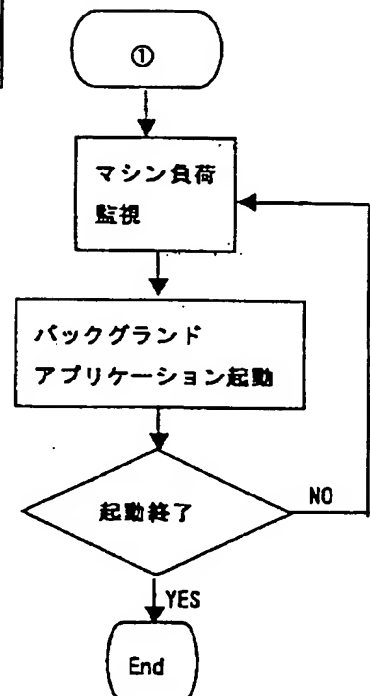 ①
マシン負荷
監視
バックグランド
アプリケーション起動
起動終了
NO
YES
End